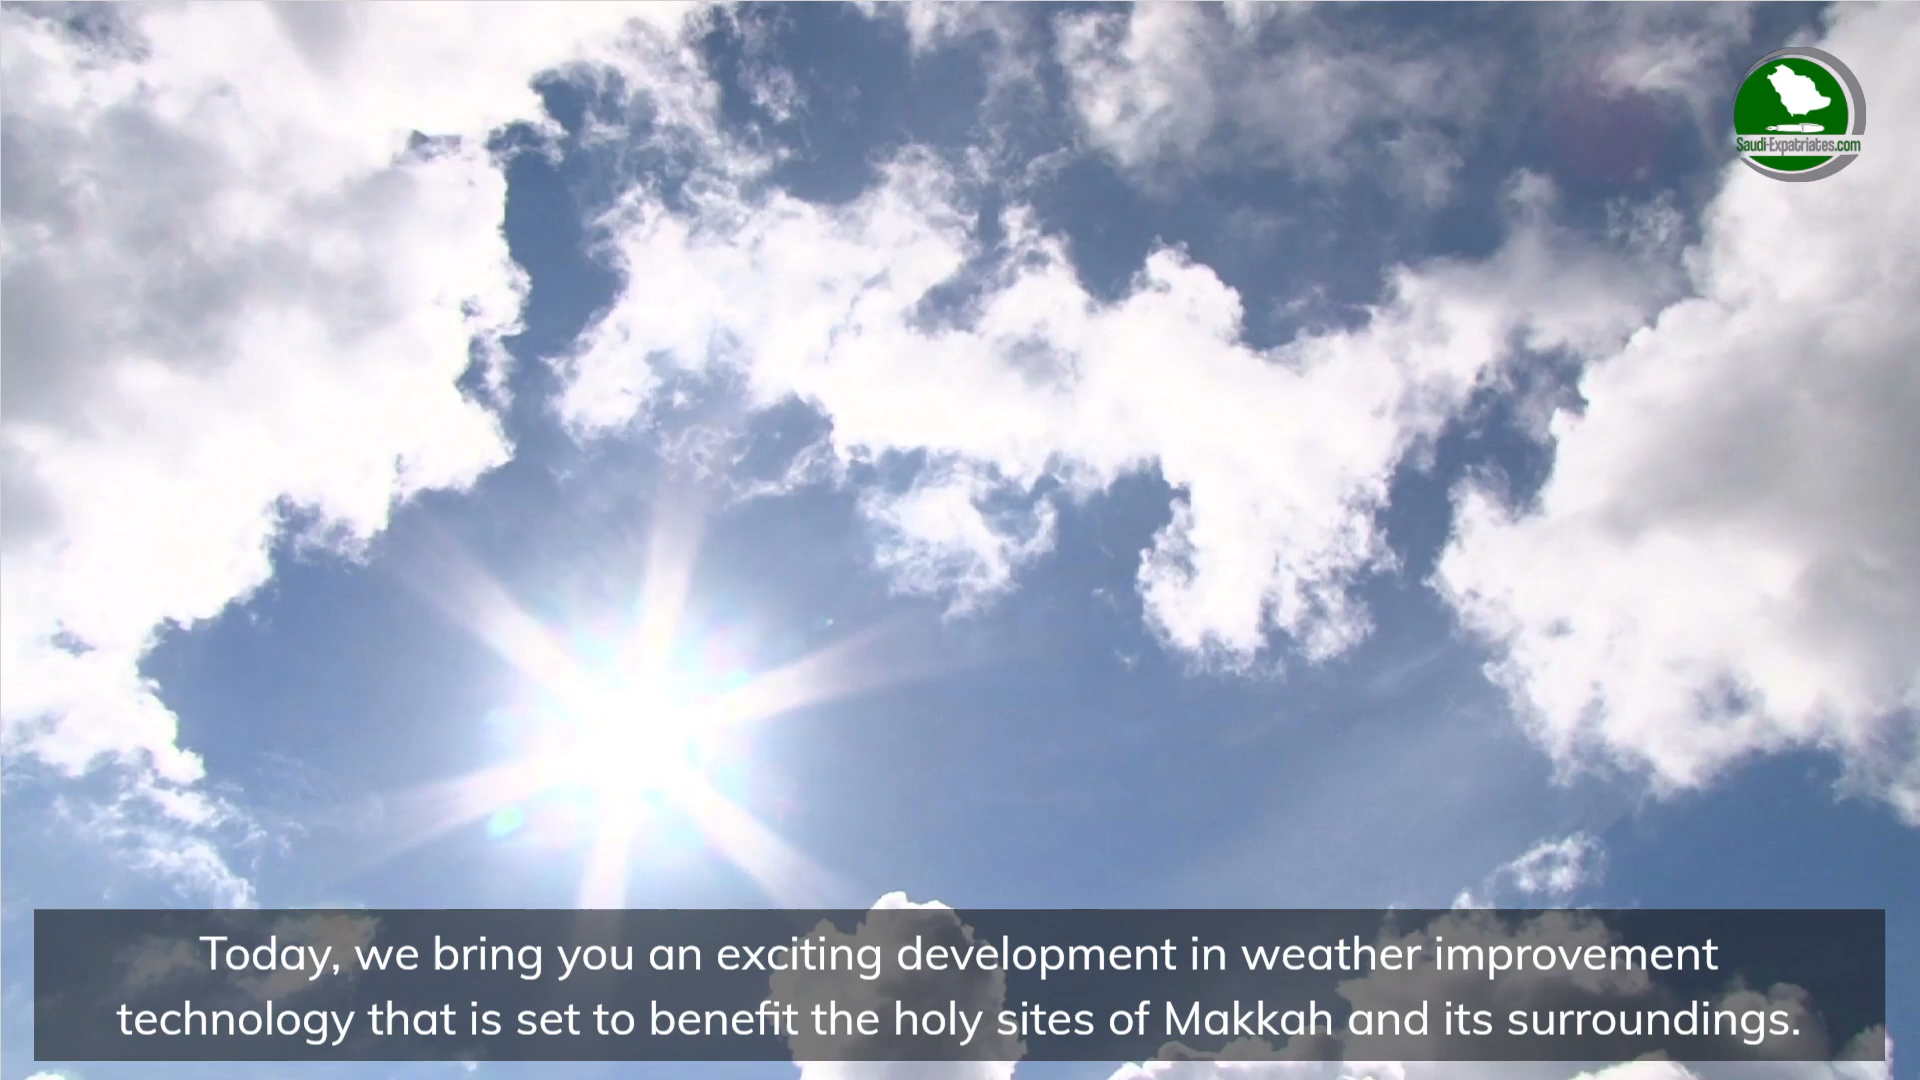 Saudi-Expatriates.com
Today, we bring you an exciting development in weather improvement
technology that is set to benefit the holy sites of Makkah and its surroundings.